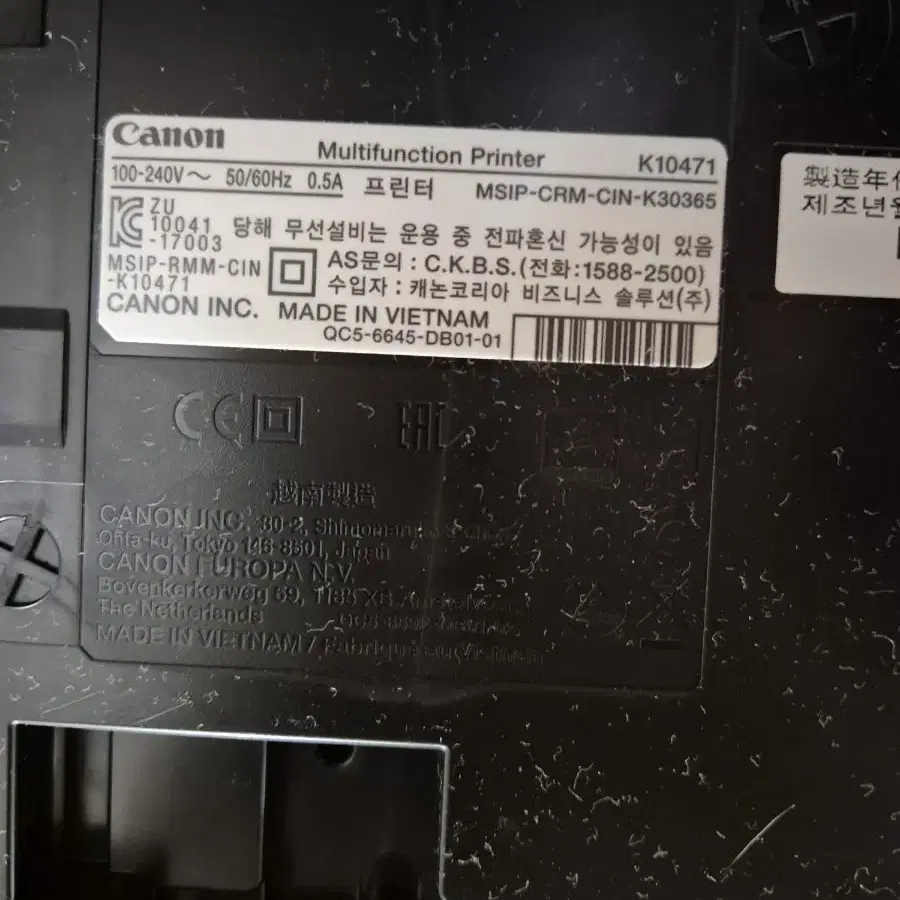 Canon
Multifunction Printer K10471
100-240V～ 50/60Hz 0.5A 프린터 MSIP-CRM-CIN-K30365
ZU
10041
-17003
당해 무선설비는 운용 중 전파혼신 가능성이 있음
MSIP-RMM-CIN
-K10471
AS문의 : C.K.B.S.(전화:1588-2500)
수입자 : 캐논코리아 비즈니스 솔루션(주)
CANON INC. MADE IN VIETNAM
QC5-6645-DB01-01
製造年
제조년월
CE
EAC
越南製造
CANON INC. 30-2, Shimomaruko
Ohta-ku, Tokyo 146-8501, Japan
CANON EUROPA N.V.
Bovenkerkerweg 59, 1185 XB
The Netherlands
MADE IN VIETNAM / Fabriqué au Vietnam